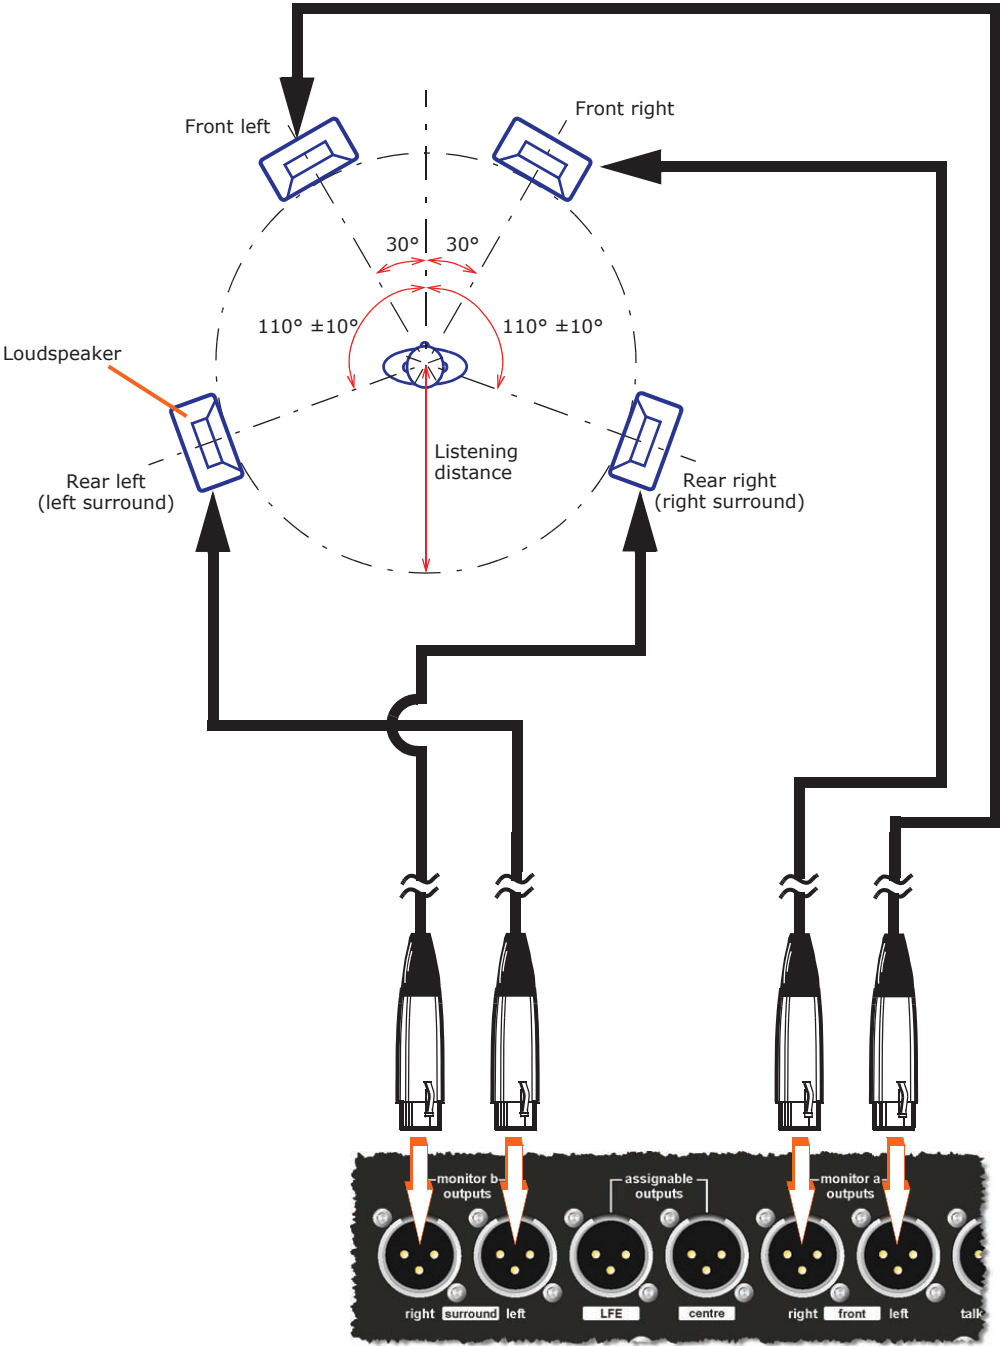 Front left
Front right
30°
30°
110° ±10°
110° ±10°
Loudspeaker
Listening
distance
Rear left
(left surround)
Rear right
(right surround)
monitor b
outputs
assignable
outputs
monitor a
outputs
right
surround
left
LFE
centre
right
front
left
talk